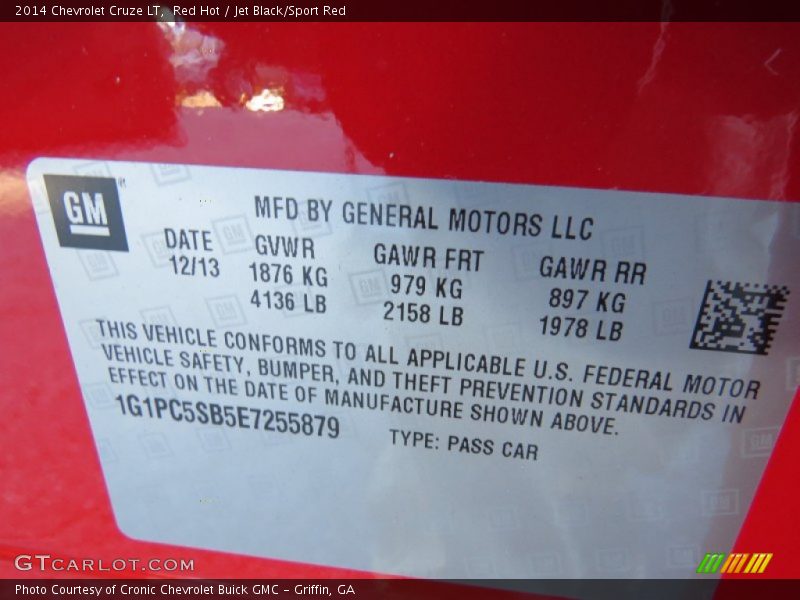 2014 Chevrolet Cruze LT,  Red Hot / Jet Black/Sport Red
GM
MFD BY GENERAL MOTORS LLC
DATE GVWR GAWR FRT GAWR RR
12/13 1876 KG 979 KG 897 KG
4136 LB 2158 LB 1978 LB
THIS VEHICLE CONFORMS TO ALL APPLICABLE U.S. FEDERAL MOTOR
VEHICLE SAFETY, BUMPER, AND THEFT PREVENTION STANDARDS IN
EFFECT ON THE DATE OF MANUFACTURE SHOWN ABOVE.
1G1PC5SB5E7255879 TYPE: PASS CAR
GTCARLOT.COM
Photo Courtesy of Cronic Chevrolet Buick GMC – Griffin, GA